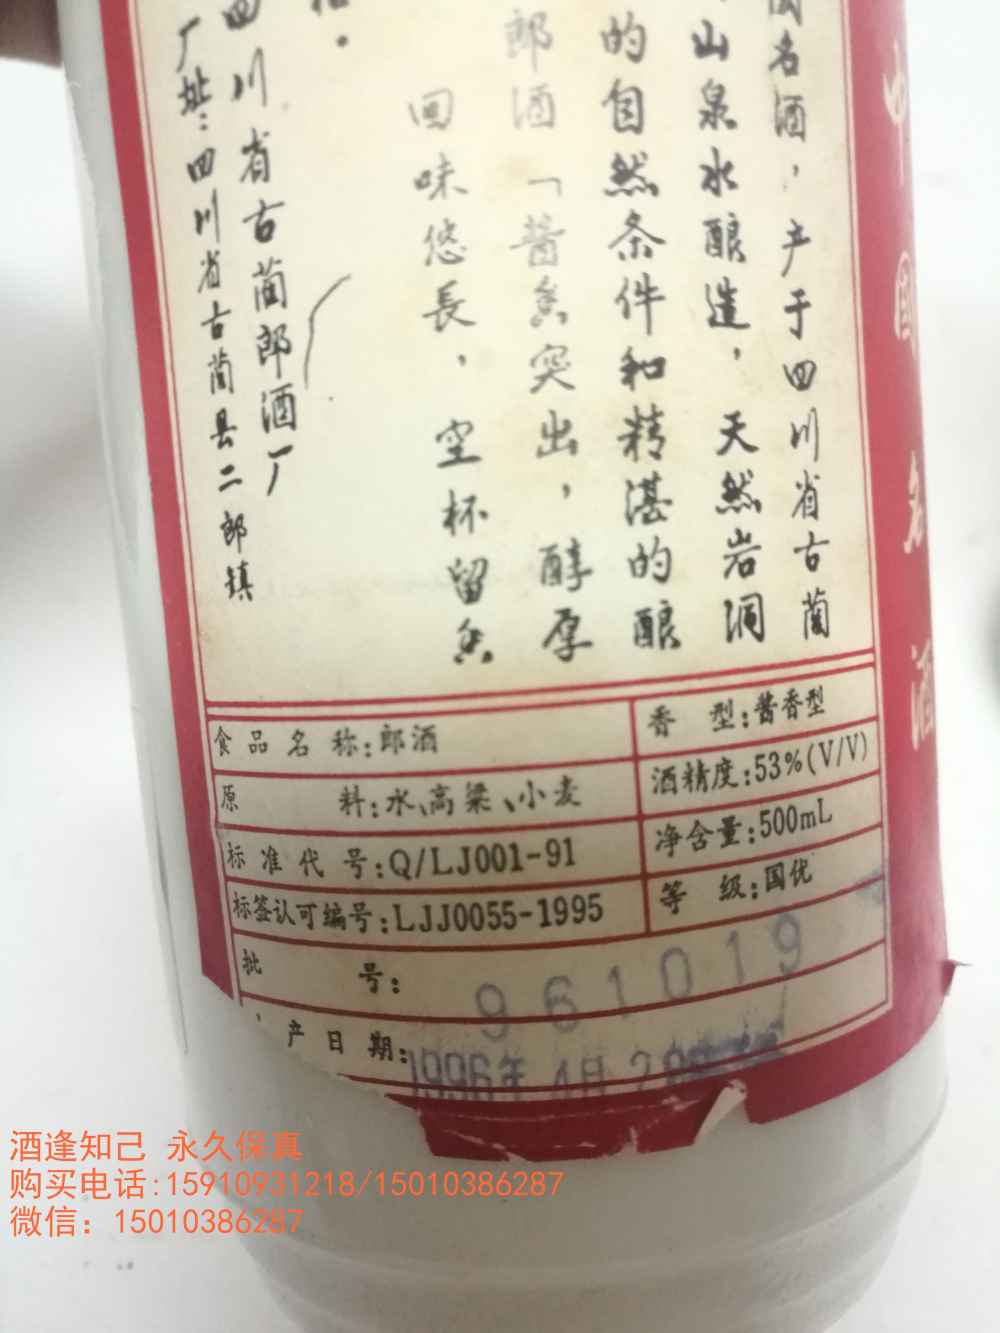 中国名酒
蔺名酒，产于四川省古蔺
山泉水酿造，天然岩洞
的自然条件和精湛的酿
郎酒「酱香突出，醇厚
回味悠長，空杯留香
四川省古蔺郎酒厂
厂址：四川省古蔺县二郎镇
食品名称:郎酒
香型:酱香型
原料:水、高粱、小麦
酒精度:53%(V/V)
标准代号:Q/LJ001-91
净含量:500mL
标签认可编号:LJJ0055-1995
等级:国优
批号:961019
产日期:1996年4月2
酒逢知己 永久保真
购买电话:15910931218/15010386287
微信：15010386287